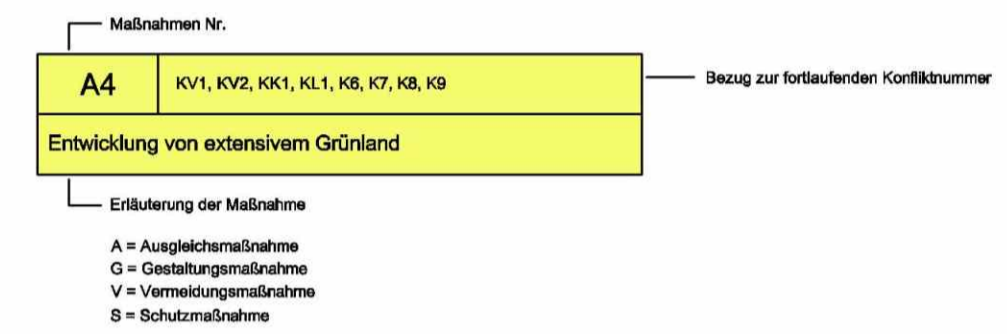 Maßnahmen Nr.
A4
KV1, KV2, KK1, KL1, K6, K7, K8, K9
Bezug zur fortlaufenden Konfliktnummer
Entwicklung von extensivem Grünland
Erläuterung der Maßnahme
A = Ausgleichsmaßnahme
G = Gestaltungsmaßnahme
V = Vermeidungsmaßnahme
S = Schutzmaßnahme